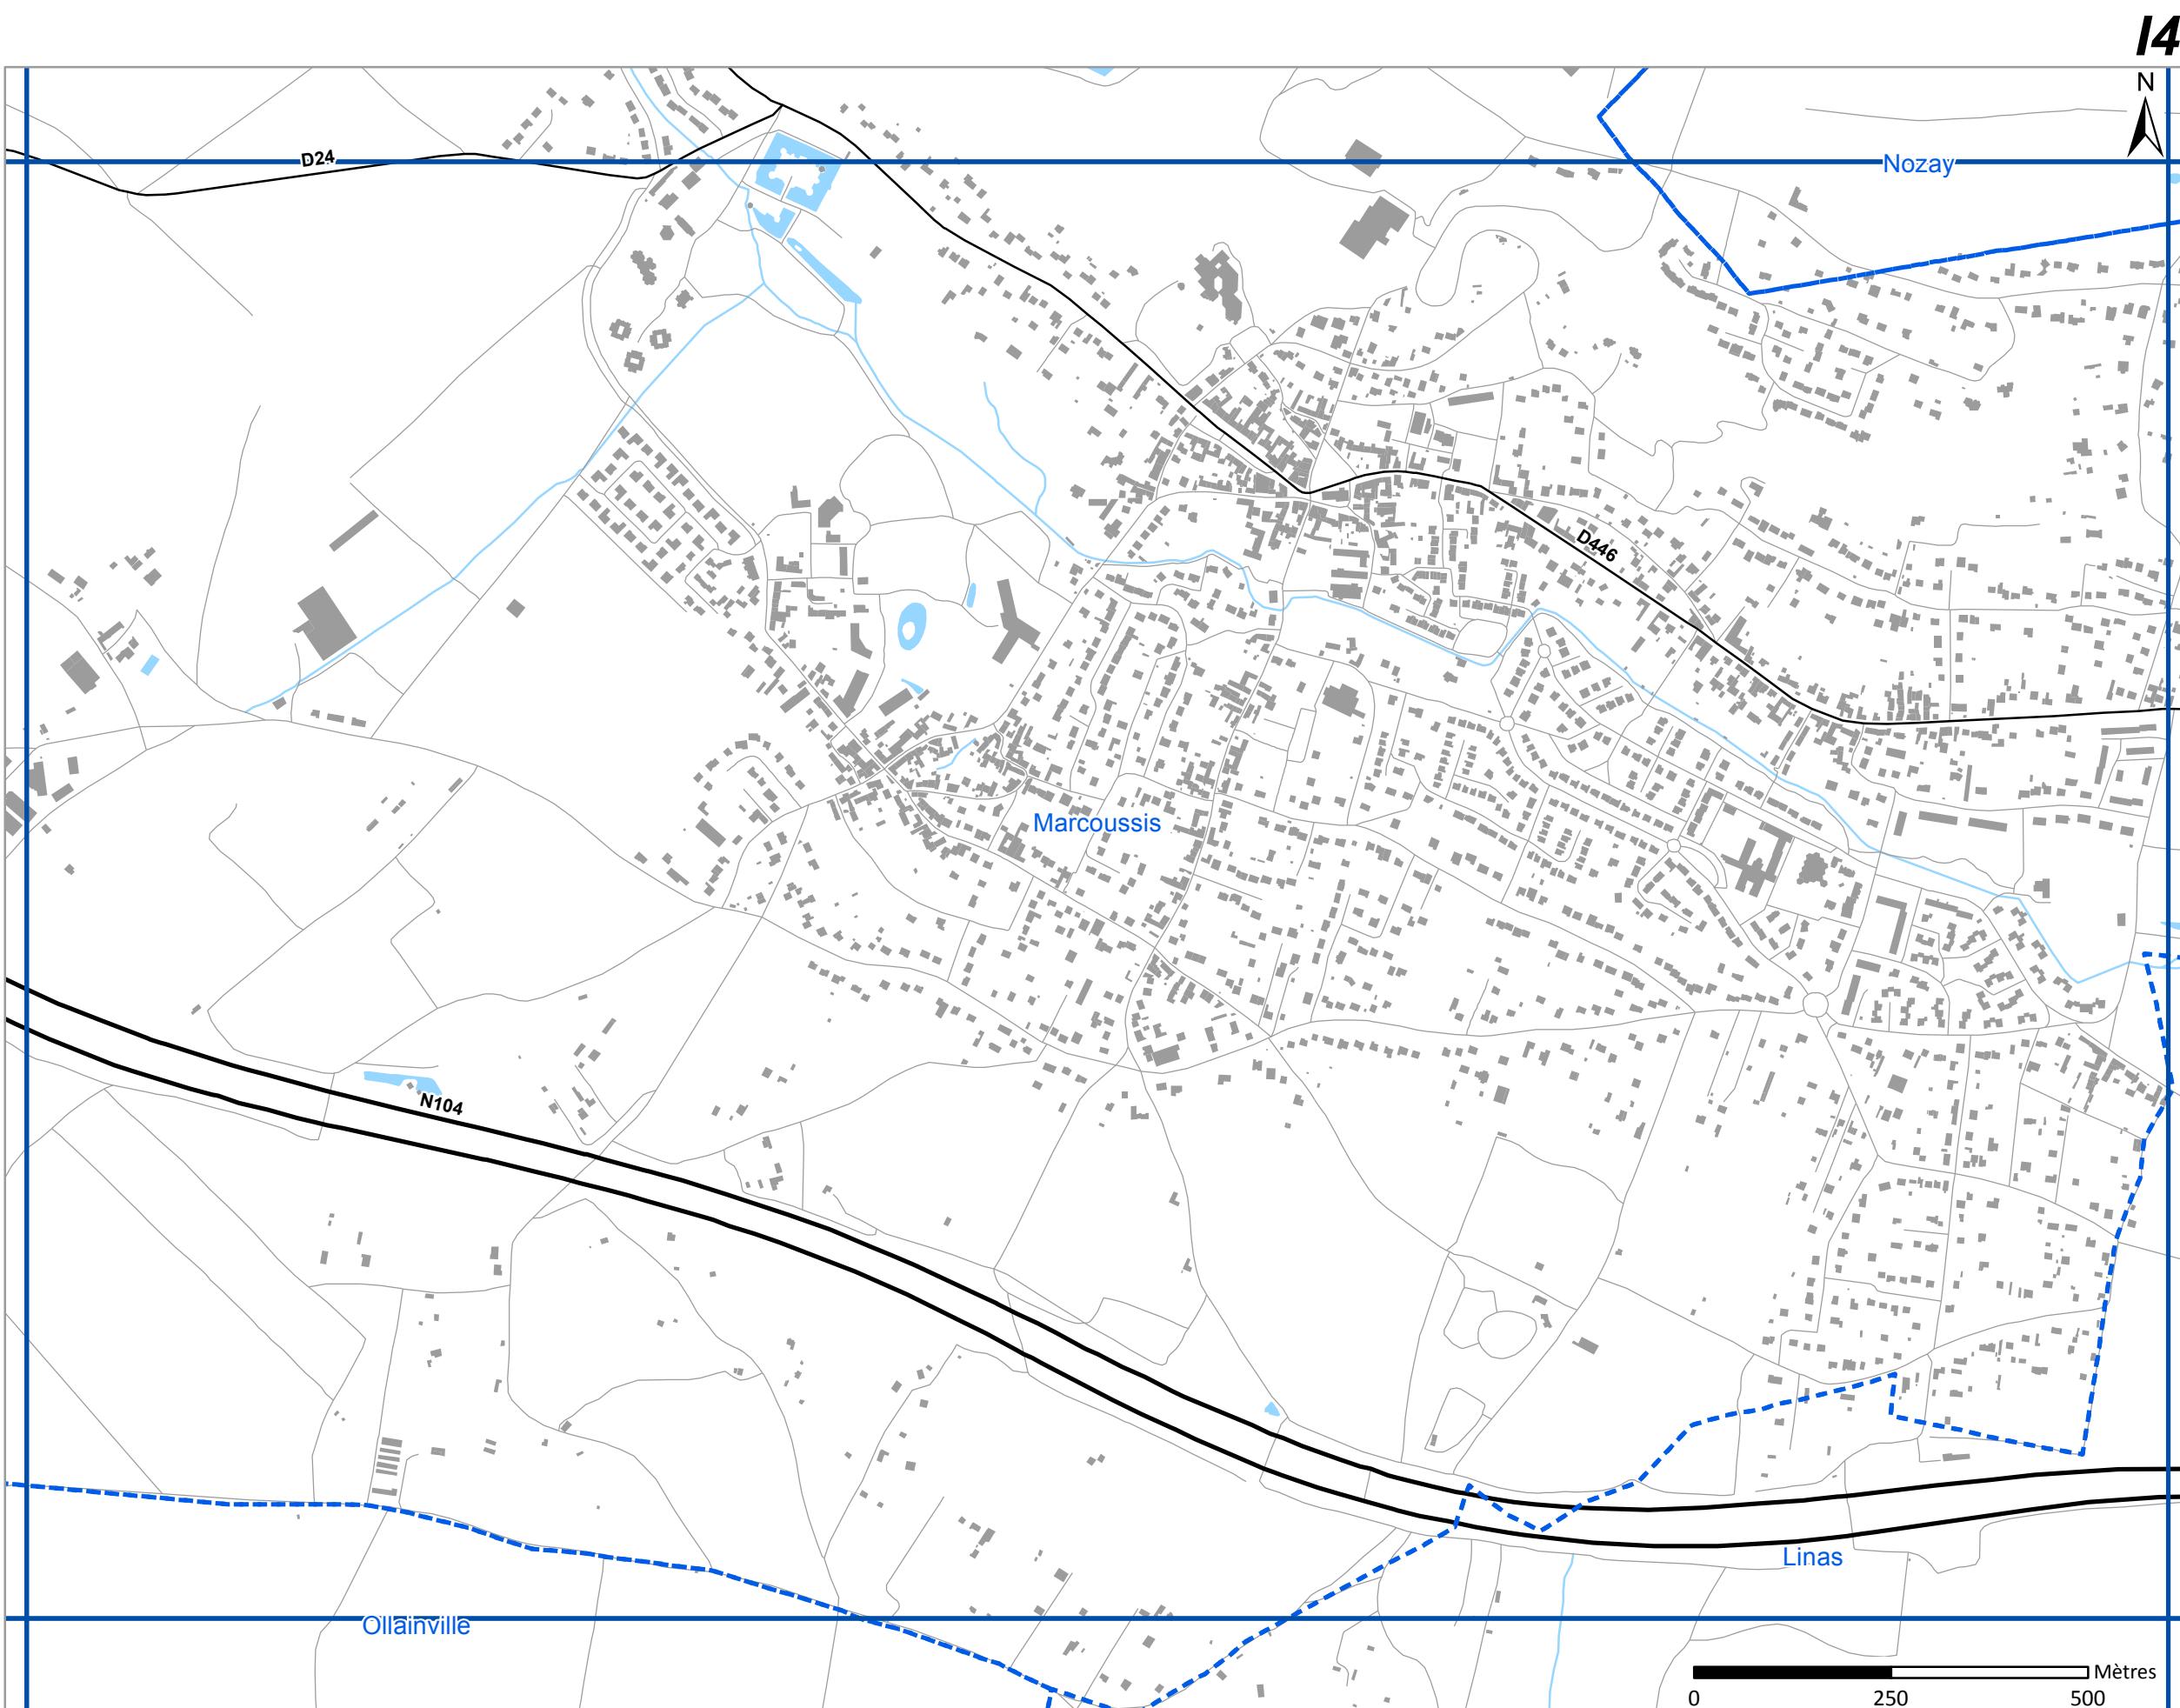 I4
N
Nozay
D24
D446
Marcoussis
N104
Linas
Ollainville
Mètres
0 250 500